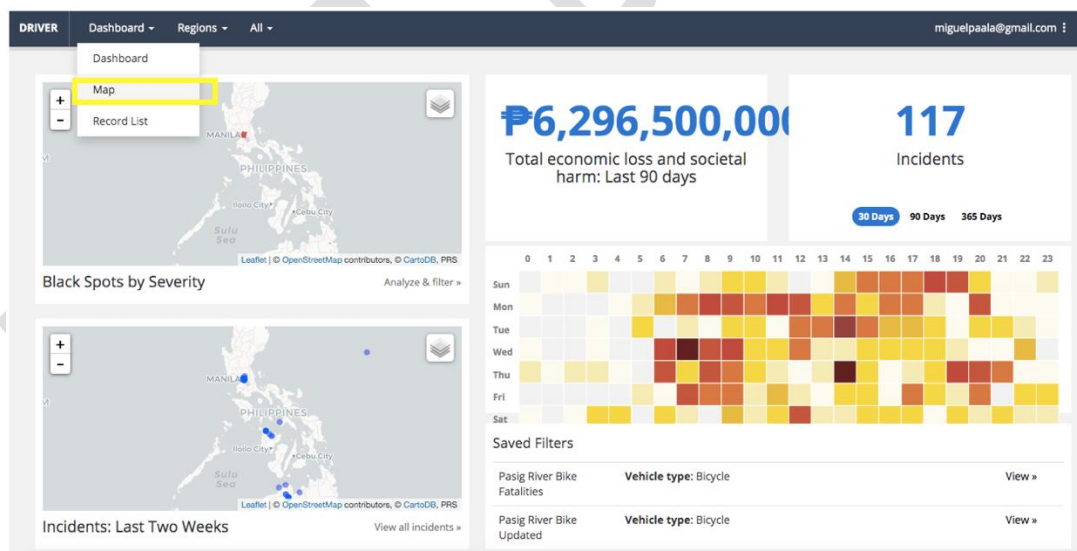 DRIVER Dashboard Regions All miguelpaala@gmail.com
Dashboard
Map
Record List
+
-
MANILA
PHILIPPINES
Iloilo City
Cebu City
Sulu
Sea
Leaflet | © OpenStreetMap contributors, © CartoDB, PRS
Black Spots by Severity Analyze & filter »
₱6,296,500,00
Total economic loss and societal
harm: Last 90 days
117
Incidents
30 Days 90 Days 365 Days
0 1 2 3 4 5 6 7 8 9 10 11 12 13 14 15 16 17 18 19 20 21 22 23
Sun
Mon
Tue
Wed
Thu
Fri
Sat
+
-
MANILA
PHILIPPINES
Iloilo City
Cebu City
Sulu
Sea
Leaflet | © OpenStreetMap contributors, © CartoDB, PRS
Incidents: Last Two Weeks View all incidents »
Saved Filters
Pasig River Bike Vehicle type: Bicycle View »
Fatalities
Pasig River Bike Vehicle type: Bicycle View »
Updated